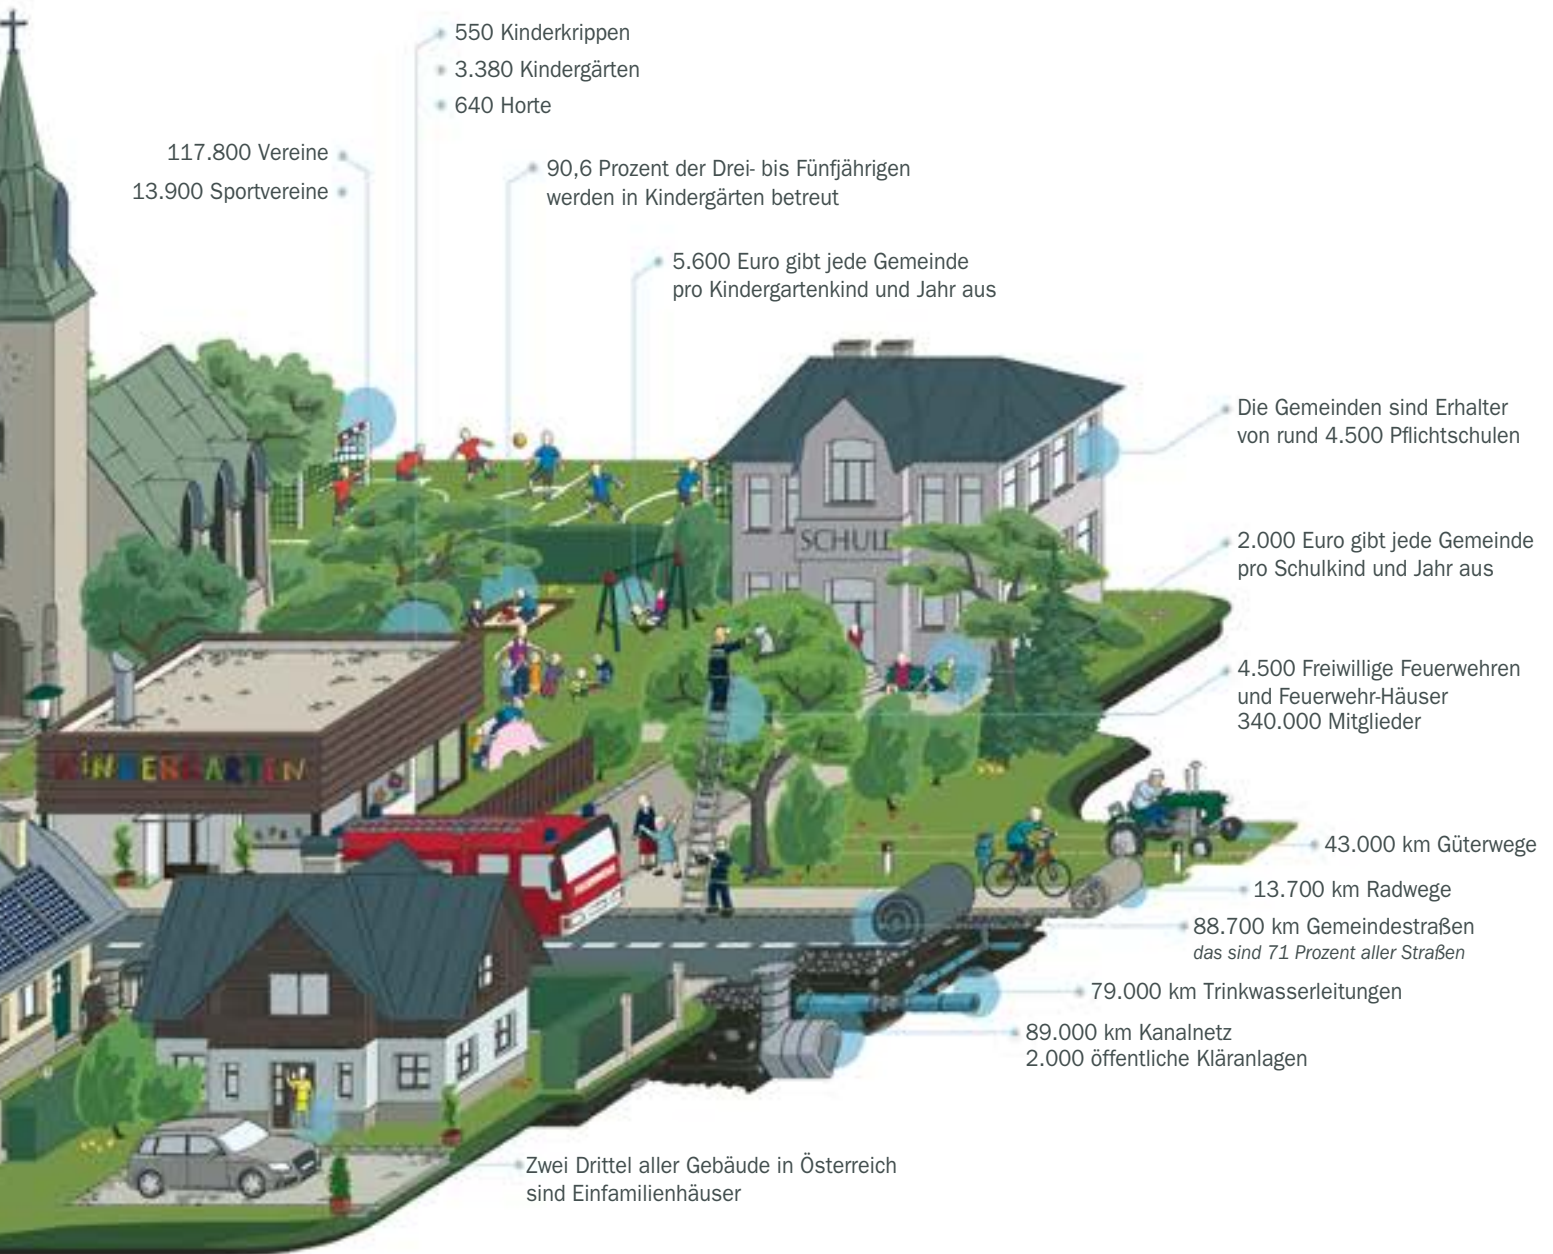 550 Kinderkrippen
3.380 Kindergärten
640 Horte
117.800 Vereine
13.900 Sportvereine
90,6 Prozent der Drei- bis Fünfjährigen
werden in Kindergärten betreut
5.600 Euro gibt jede Gemeinde
pro Kindergartenkind und Jahr aus
Die Gemeinden sind Erhalter
von rund 4.500 Pflichtschulen
SCHULE
2.000 Euro gibt jede Gemeinde
pro Schulkind und Jahr aus
4.500 Freiwillige Feuerwehren
und Feuerwehr-Häuser
340.000 Mitglieder
KiNDERGARTEN
43.000 km Güterwege
13.700 km Radwege
88.700 km Gemeindestraßen
das sind 71 Prozent aller Straßen
79.000 km Trinkwasserleitungen
89.000 km Kanalnetz
2.000 öffentliche Kläranlagen
Zwei Drittel aller Gebäude in Österreich
sind Einfamilienhäuser